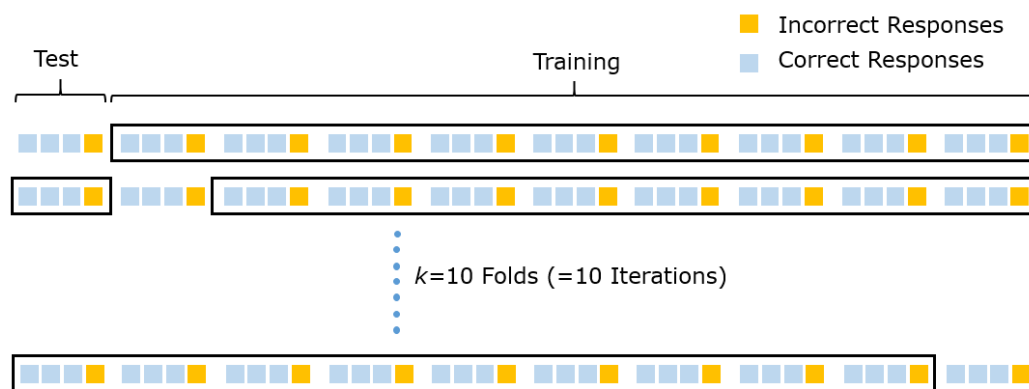 Incorrect Responses
Correct Responses
Test
Training
k=10 Folds (=10 Iterations)